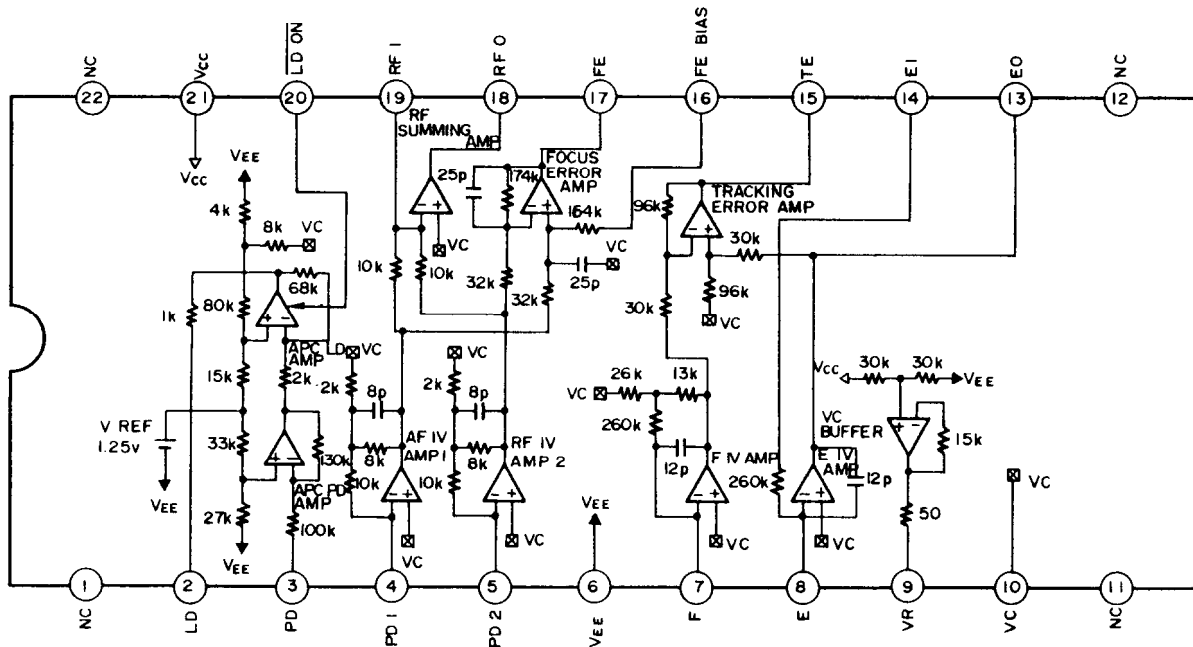 NC
Vcc
LD ON
RF I
RF O
FE
FE BIAS
TE
EI
EO
NC
22
21
20
19
18
17
16
15
14
13
12
RF
SUMMING
AMP
FOCUS
ERROR
AMP
TRACKING
ERROR AMP
VEE
Vcc
4k
8k
VC
25p
174k
164k
VC
VC
25p
96k
30k
96k
VC
68k
10k
10k
32k
32k
30k
1k
80k
APC LD
AMP
VC
VC
15k
2k
2k
8p
2k
8p
VC
26k
13k
Vcc
30k
30k
VEE
V REF
1.25v
33k
130k
8k
AF IV
AMP 1
8k
RF IV
AMP 2
260k
12p
F IV AMP
E IV
AMP
VC
BUFFER
15k
VEE
27k
APC PD
AMP
10k
10k
260k
12p
VC
VEE
100k
VC
VC
VEE
VC
VC
50
1
2
3
4
5
6
7
8
9
10
11
NC
LD
PD
PD 1
PD 2
VEE
F
E
VR
VC
NC